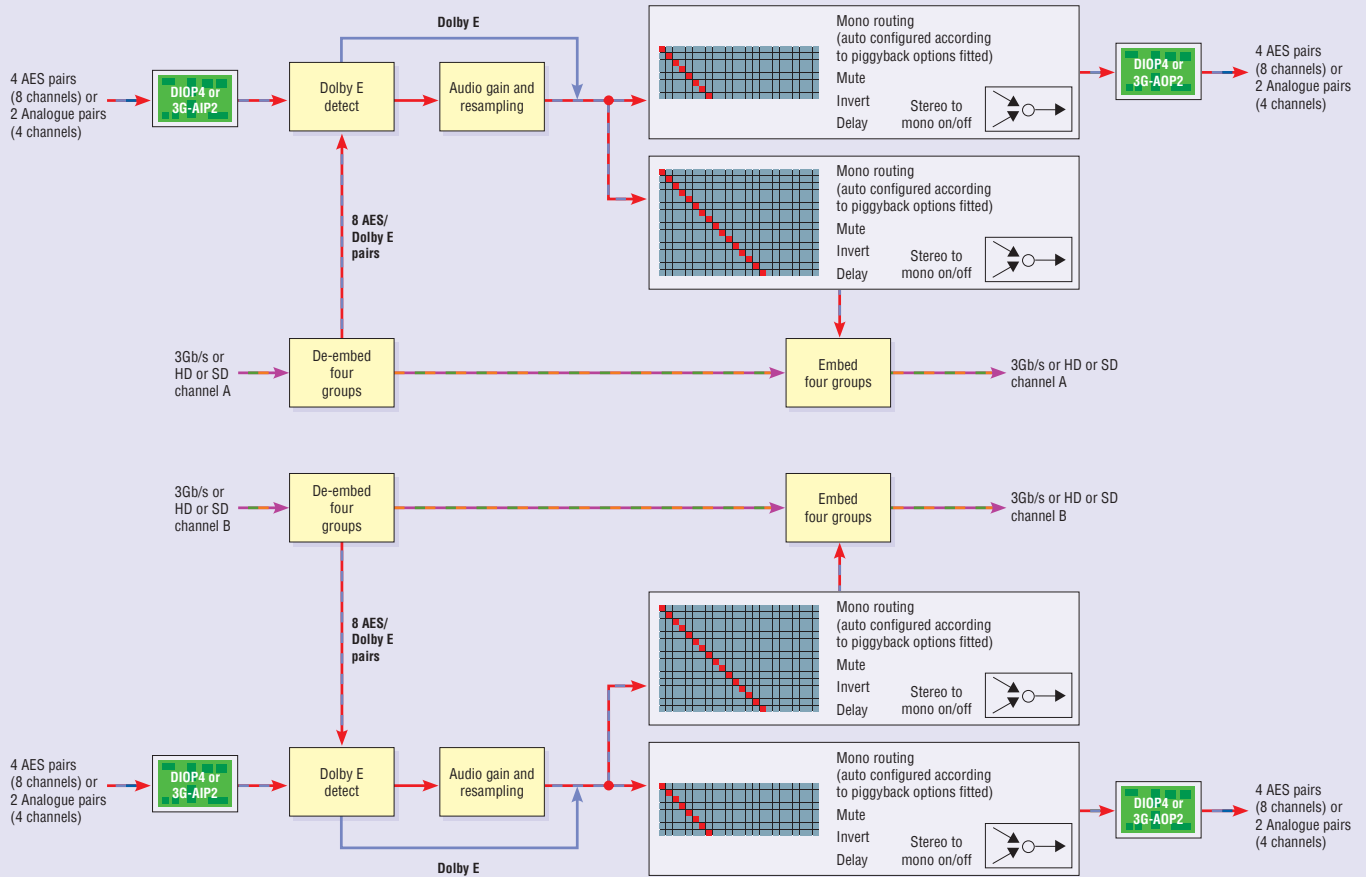 Dolby E
4 AES pairs
(8 channels) or
2 Analogue pairs
(4 channels)
DIOP4 or
3G-AIP2
Dolby E
detect
Audio gain and
resampling
Mono routing
(auto configured according
to piggyback options fitted)
Mute
Invert
Delay
Stereo to
mono on/off
DIOP4 or
3G-AOP2
4 AES pairs
(8 channels) or
2 Analogue pairs
(4 channels)
Mono routing
(auto configured according
to piggyback options fitted)
Mute
Invert
Delay
Stereo to
mono on/off
8 AES/
Dolby E
pairs
3Gb/s or
HD or SD
channel A
De-embed
four
groups
Embed
four groups
3Gb/s or HD or SD
channel A
3Gb/s or
HD or SD
channel B
De-embed
four
groups
Embed
four groups
3Gb/s or HD or SD
channel B
8 AES/
Dolby E
pairs
Mono routing
(auto configured according
to piggyback options fitted)
Mute
Invert
Delay
Stereo to
mono on/off
4 AES pairs
(8 channels) or
2 Analogue pairs
(4 channels)
DIOP4 or
3G-AIP2
Dolby E
detect
Audio gain and
resampling
Mono routing
(auto configured according
to piggyback options fitted)
Mute
Invert
Delay
Stereo to
mono on/off
DIOP4 or
3G-AOP2
4 AES pairs
(8 channels) or
2 Analogue pairs
(4 channels)
Dolby E